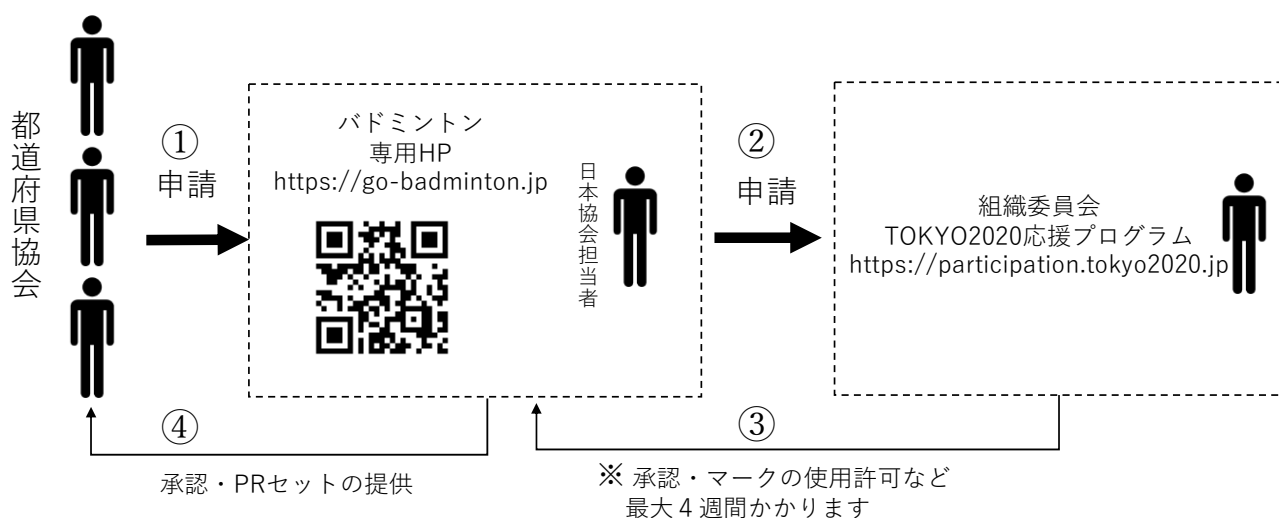 都道府県協会
①
申請
バドミントン
専用HP
https://go-badminton.jp
日本協会担当者
②
申請
組織委員会
TOKYO2020応援プログラム
https://participation.tokyo2020.jp
④
承認・PRセットの提供
③
※ 承認・マークの使用許可など
最大４週間かかります